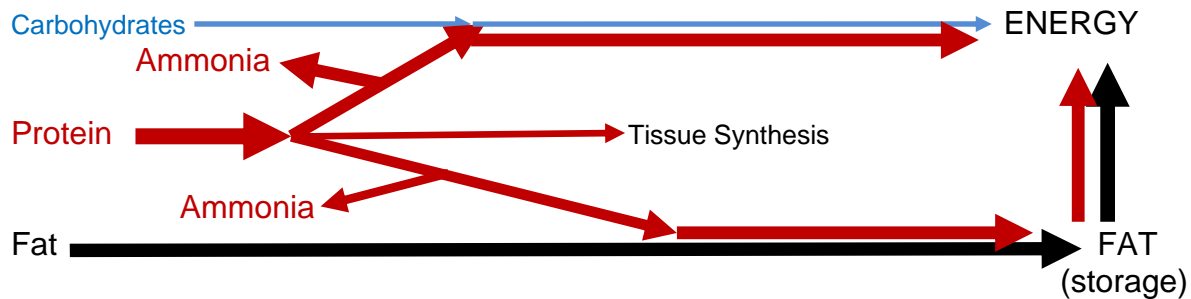 Carbohydrates
ENERGY
Ammonia
Protein
Tissue Synthesis
Ammonia
Fat
FAT
(storage)